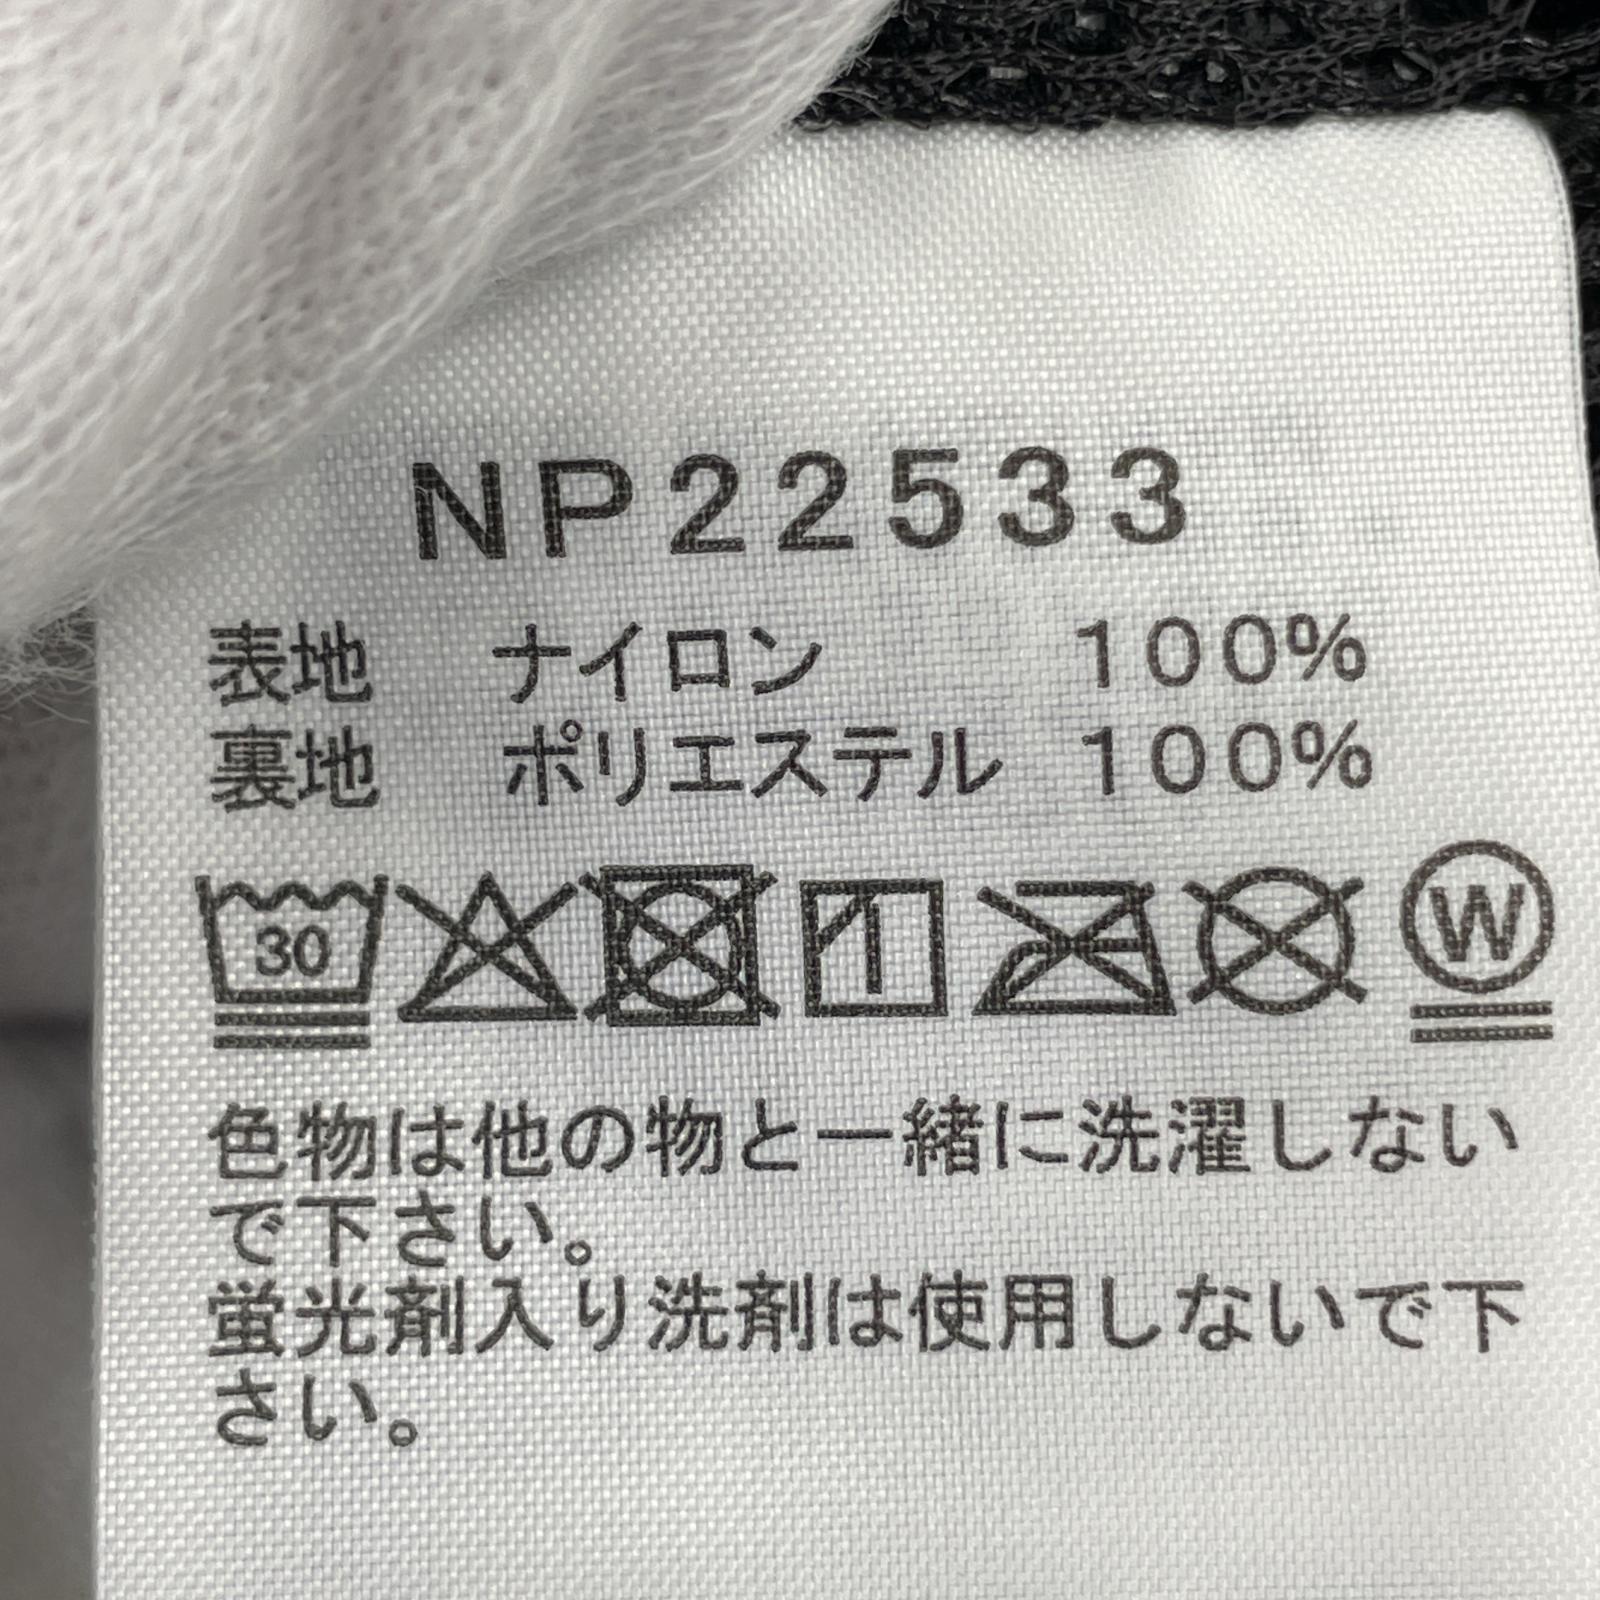 NP22533
表地 ナイロン 100%
裏地 ポリエステル 100%
30 W
色物は他の物と一緒に洗濯しない
で下さい。
蛍光剤入り洗剤は使用しないで下
さい。